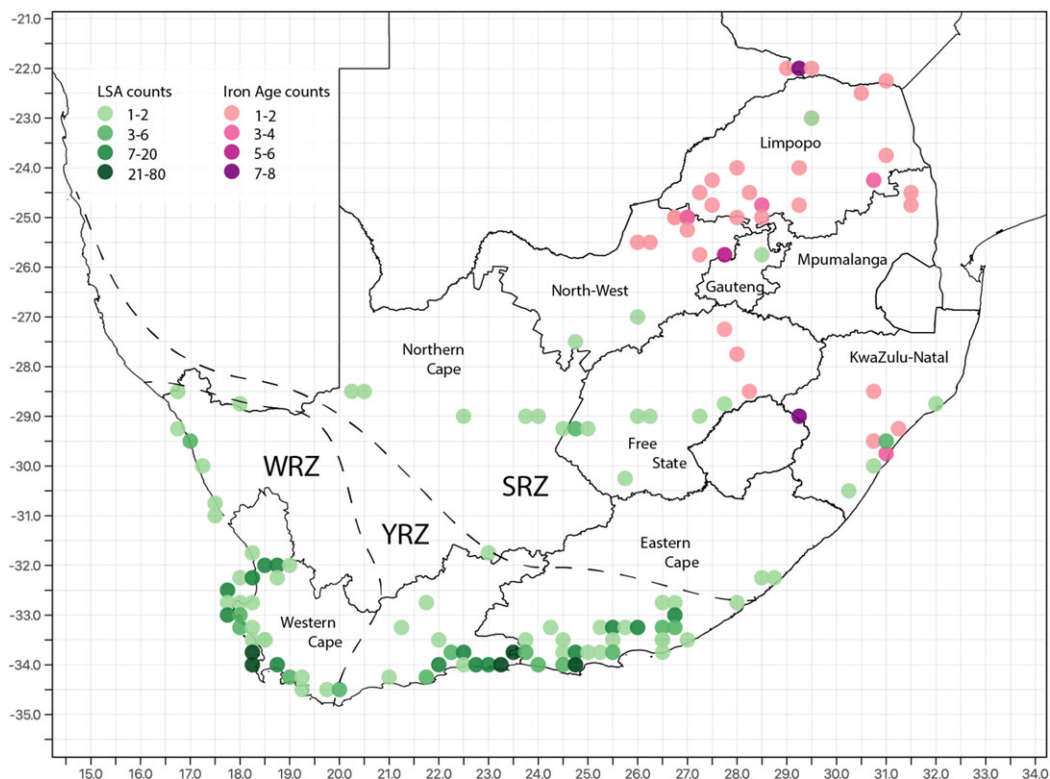 -21.0
-22.0
-23.0
-24.0
-25.0
-26.0
-27.0
-28.0
-29.0
-30.0
-31.0
-32.0
-33.0
-34.0
-35.0
LSA counts
1-2
3-6
7-20
21-80
Iron Age counts
1-2
3-4
5-6
7-8
Limpopo
Mpumalanga
Gauteng
North-West
KwaZulu-Natal
Northern
Cape
Free
State
WRZ
SRZ
YRZ
Eastern
Cape
Western
Cape
15.0 16.0 17.0 18.0 19.0 20.0 21.0 22.0 23.0 24.0 25.0 26.0 27.0 28.0 29.0 30.0 31.0 32.0 33.0 34.0